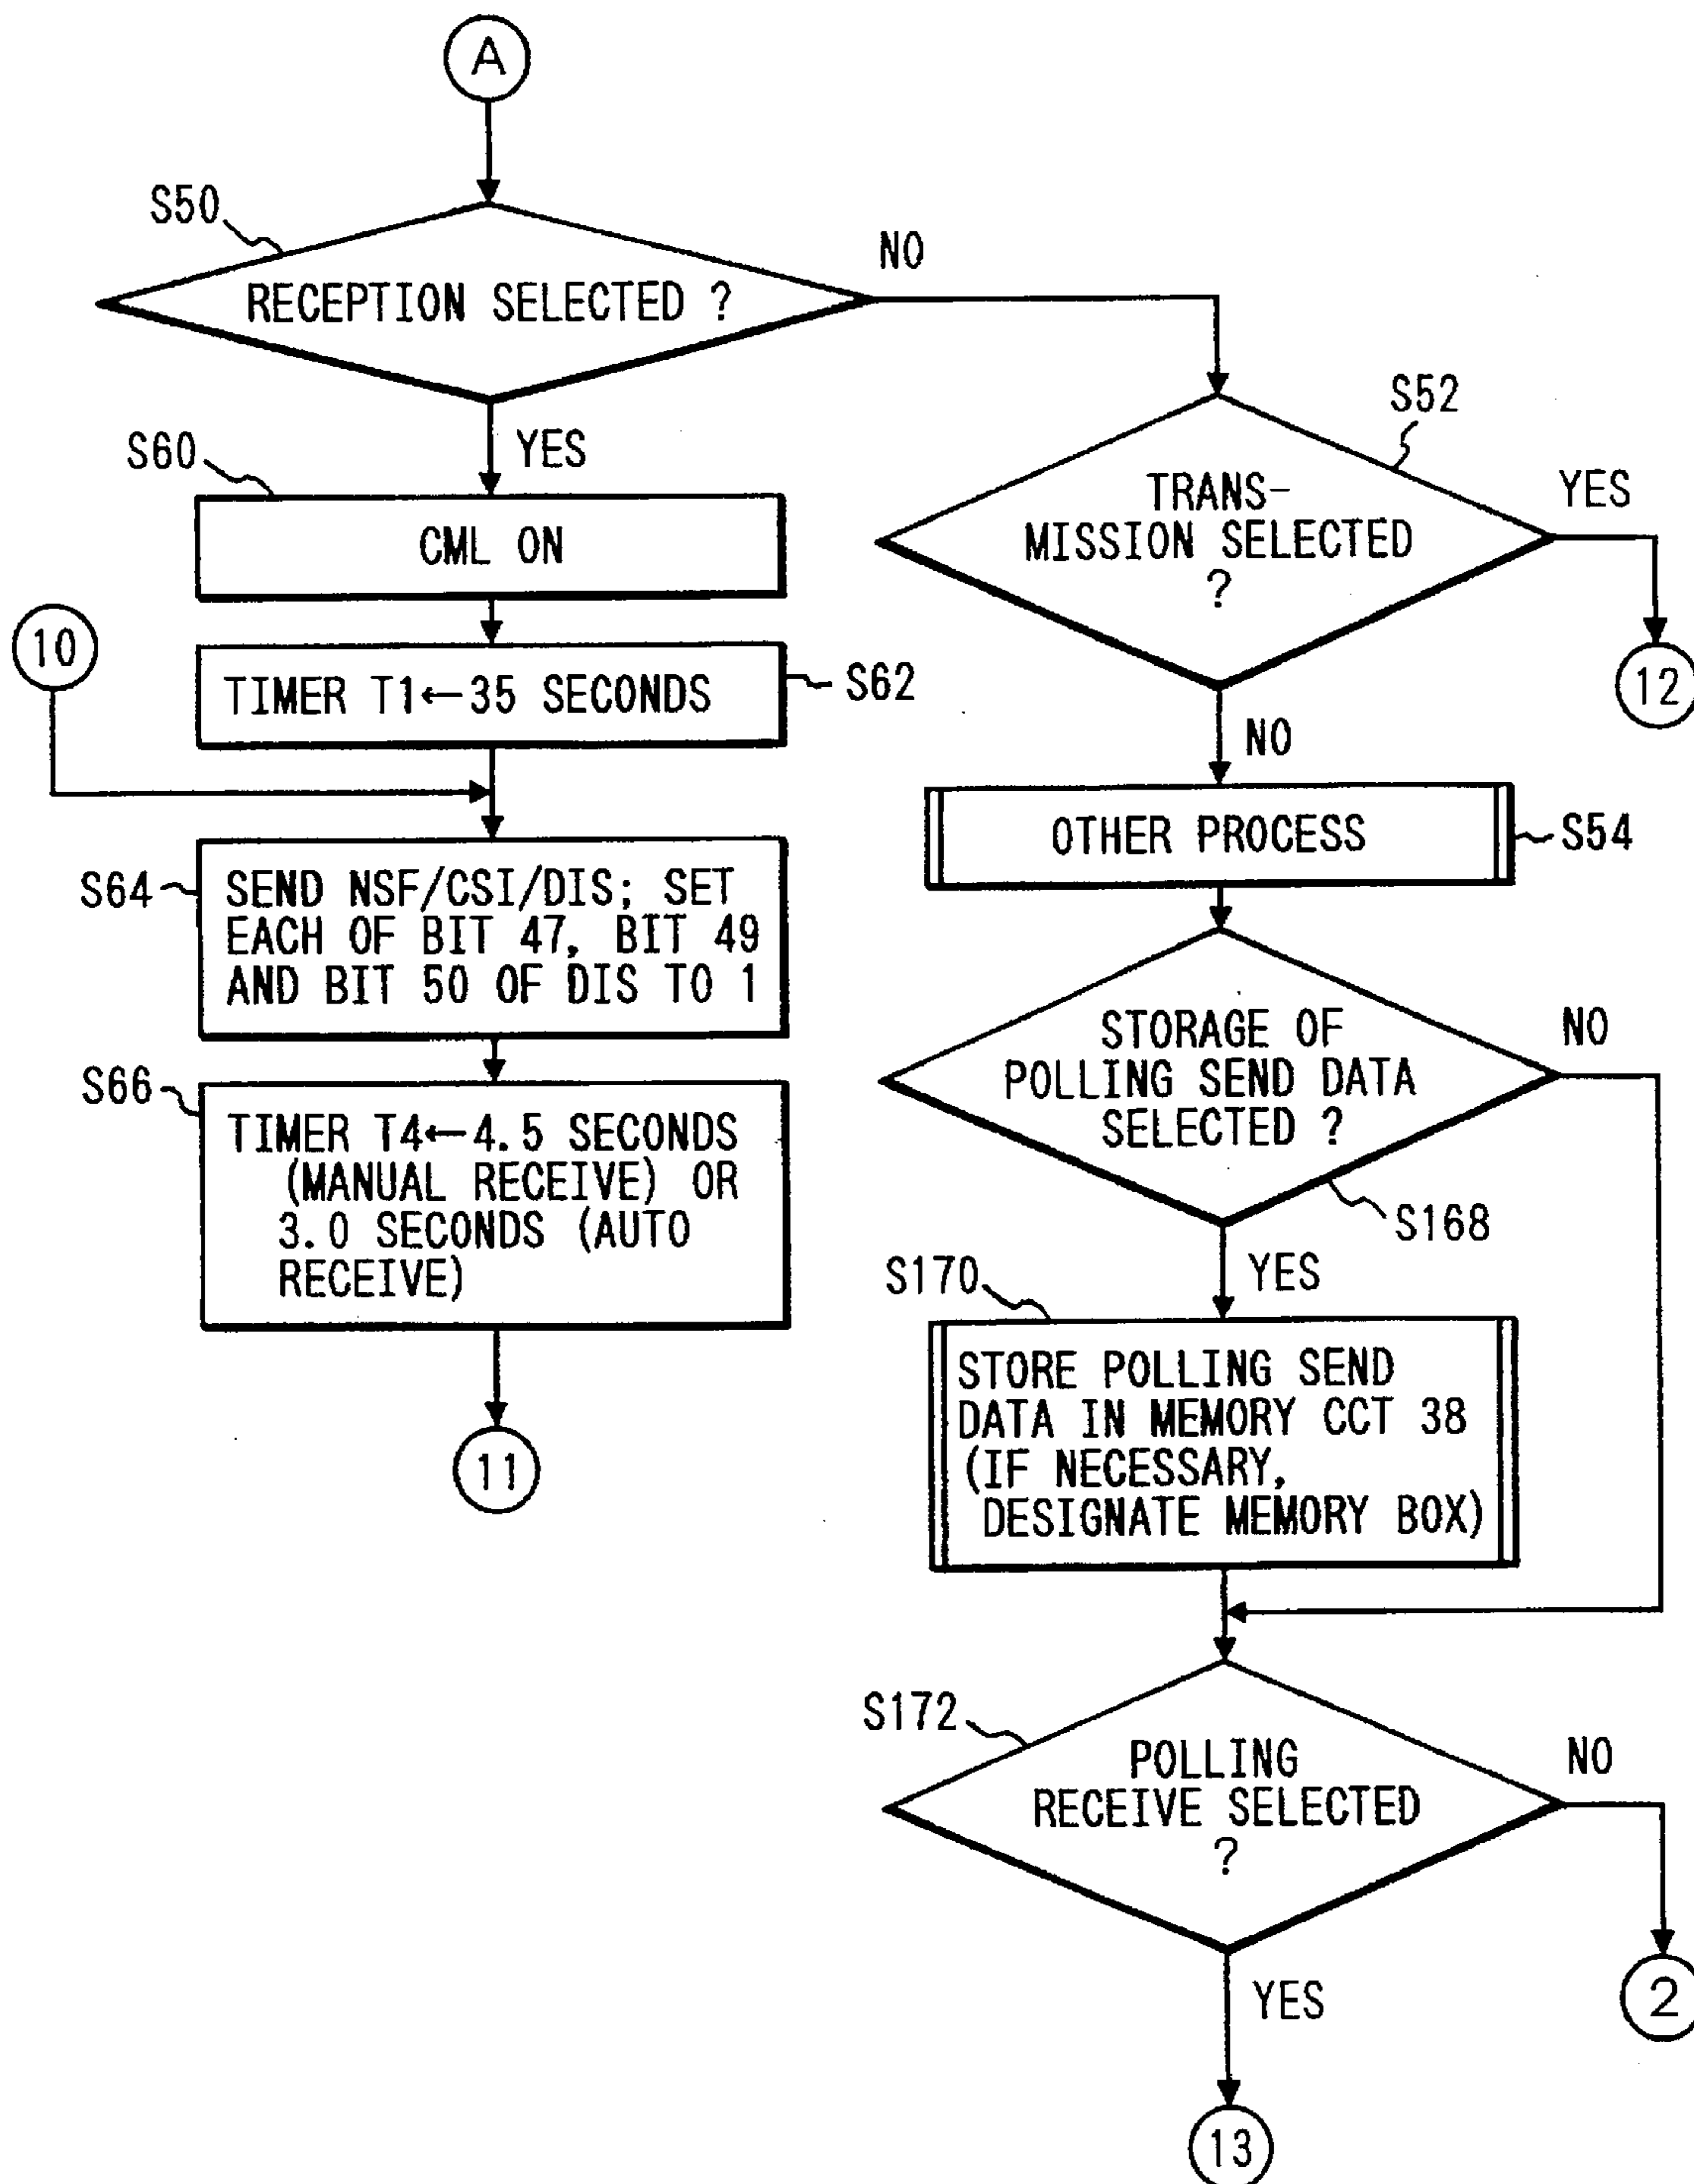 A
S50
RECEPTION SELECTED ?
NO
YES
S60
CML ON
10
TIMER T1←35 SECONDS
S62
S64
SEND NSF/CSI/DIS; SET
EACH OF BIT 47, BIT 49
AND BIT 50 OF DIS TO 1
S66
TIMER T4←4.5 SECONDS
(MANUAL RECEIVE) OR
3.0 SECONDS (AUTO
RECEIVE)
11
S52
TRANS-
MISSION SELECTED
?
YES
12
NO
OTHER PROCESS
S54
STORAGE OF
POLLING SEND DATA
SELECTED ?
NO
S168
YES
S170
STORE POLLING SEND
DATA IN MEMORY CCT 38
(IF NECESSARY,
DESIGNATE MEMORY BOX)
S172
POLLING
RECEIVE SELECTED
?
NO
2
YES
13